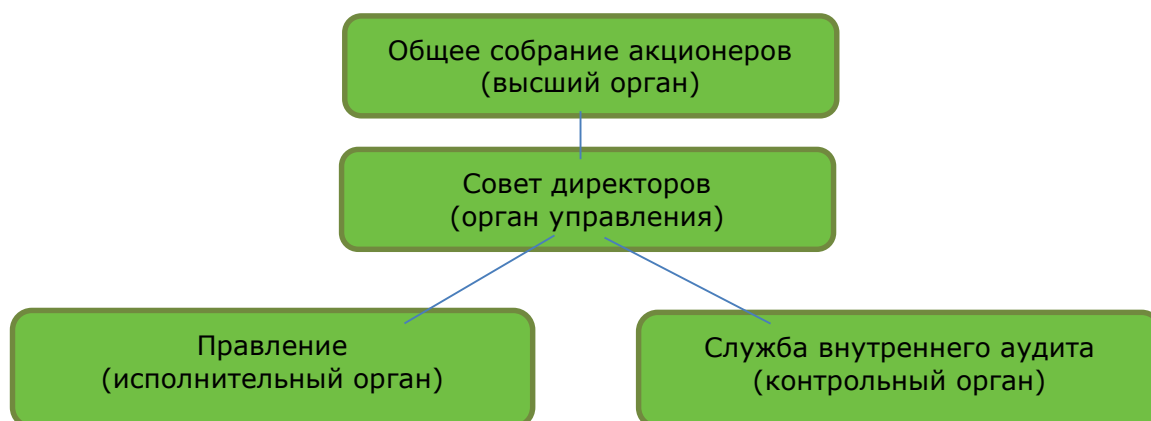 Общее собрание акционеров
(высший орган)
Совет директоров
(орган управления)
Правление
(исполнительный орган)
Служба внутреннего аудита
(контрольный орган)